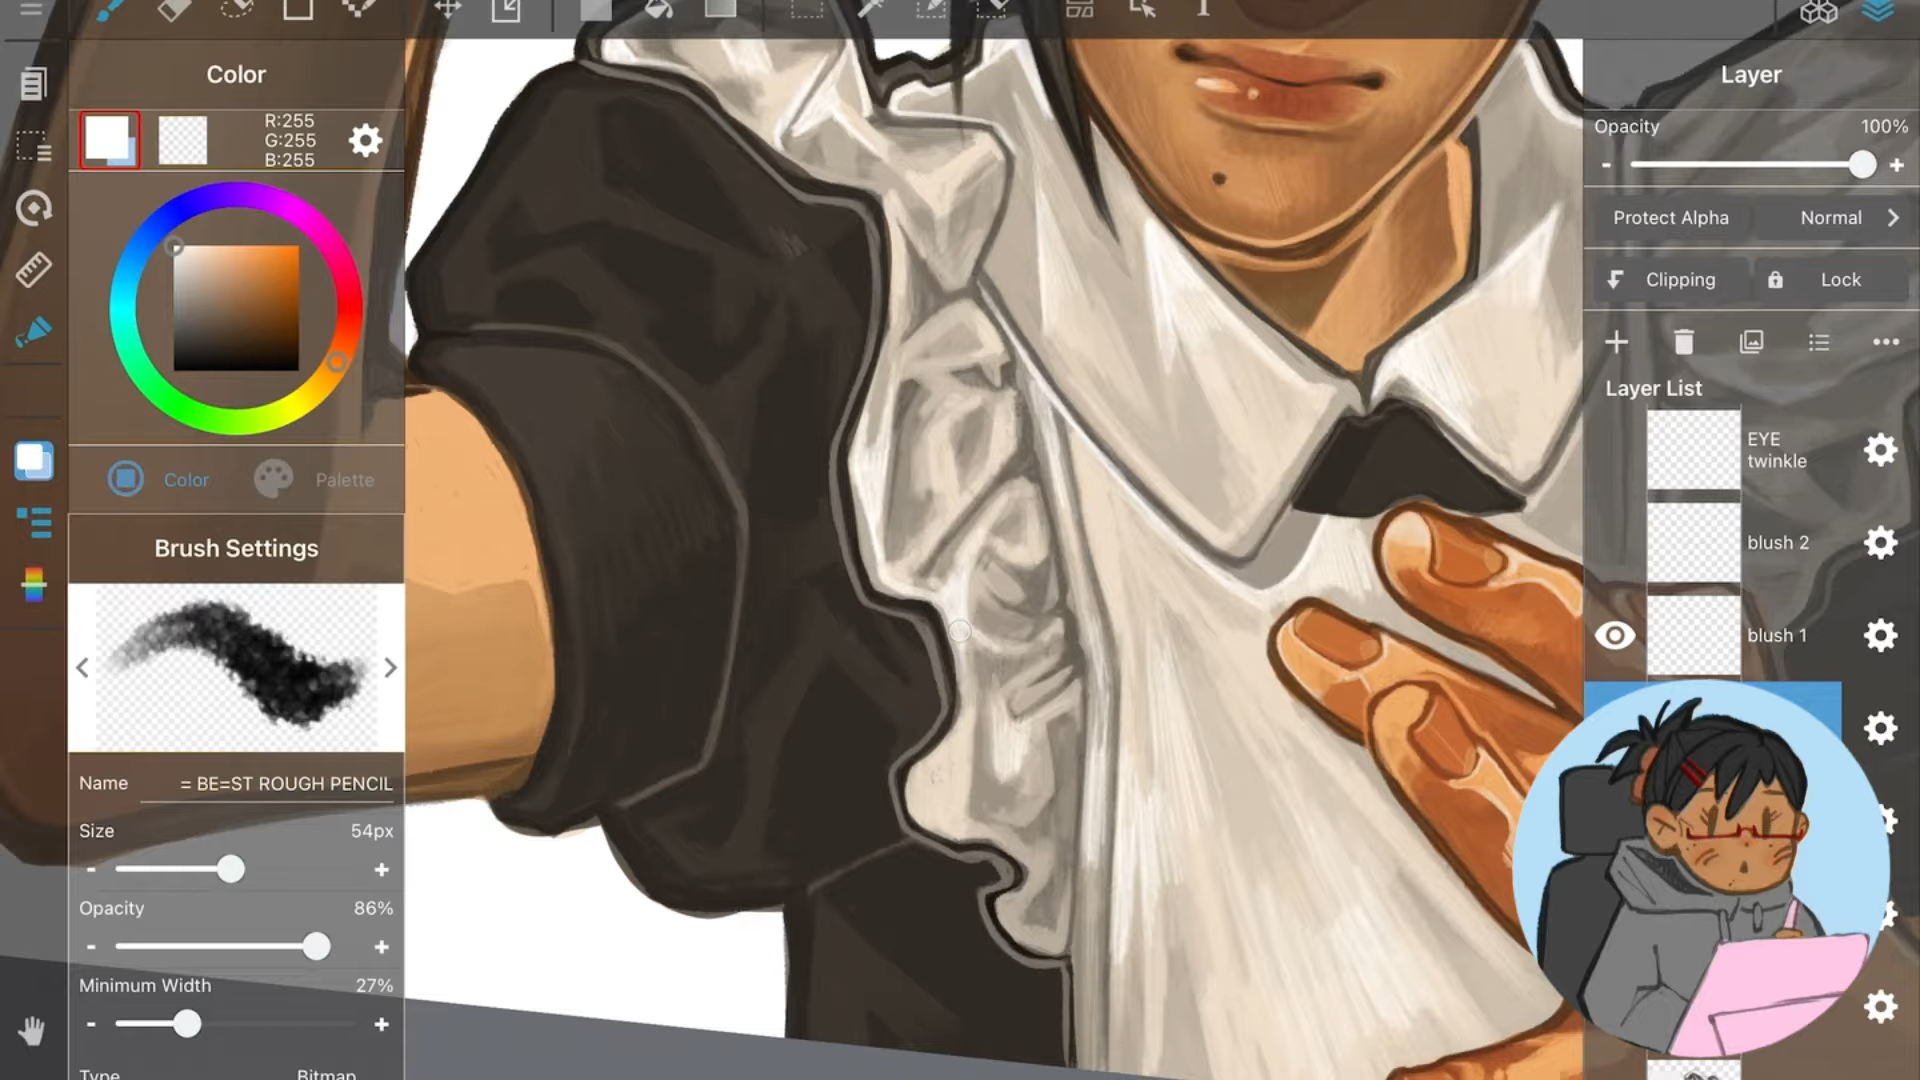 Color
R:255
G:255
B:255
Color
Palette
Brush Settings
Name = BE=ST ROUGH PENCIL
Size 54px
- +
Opacity 86%
- +
Minimum Width 27%
- +
Type Bitmap
Layer
Opacity 100%
- +
Protect Alpha Normal
Clipping Lock
Layer List
EYE
twinkle
blush 2
blush 1